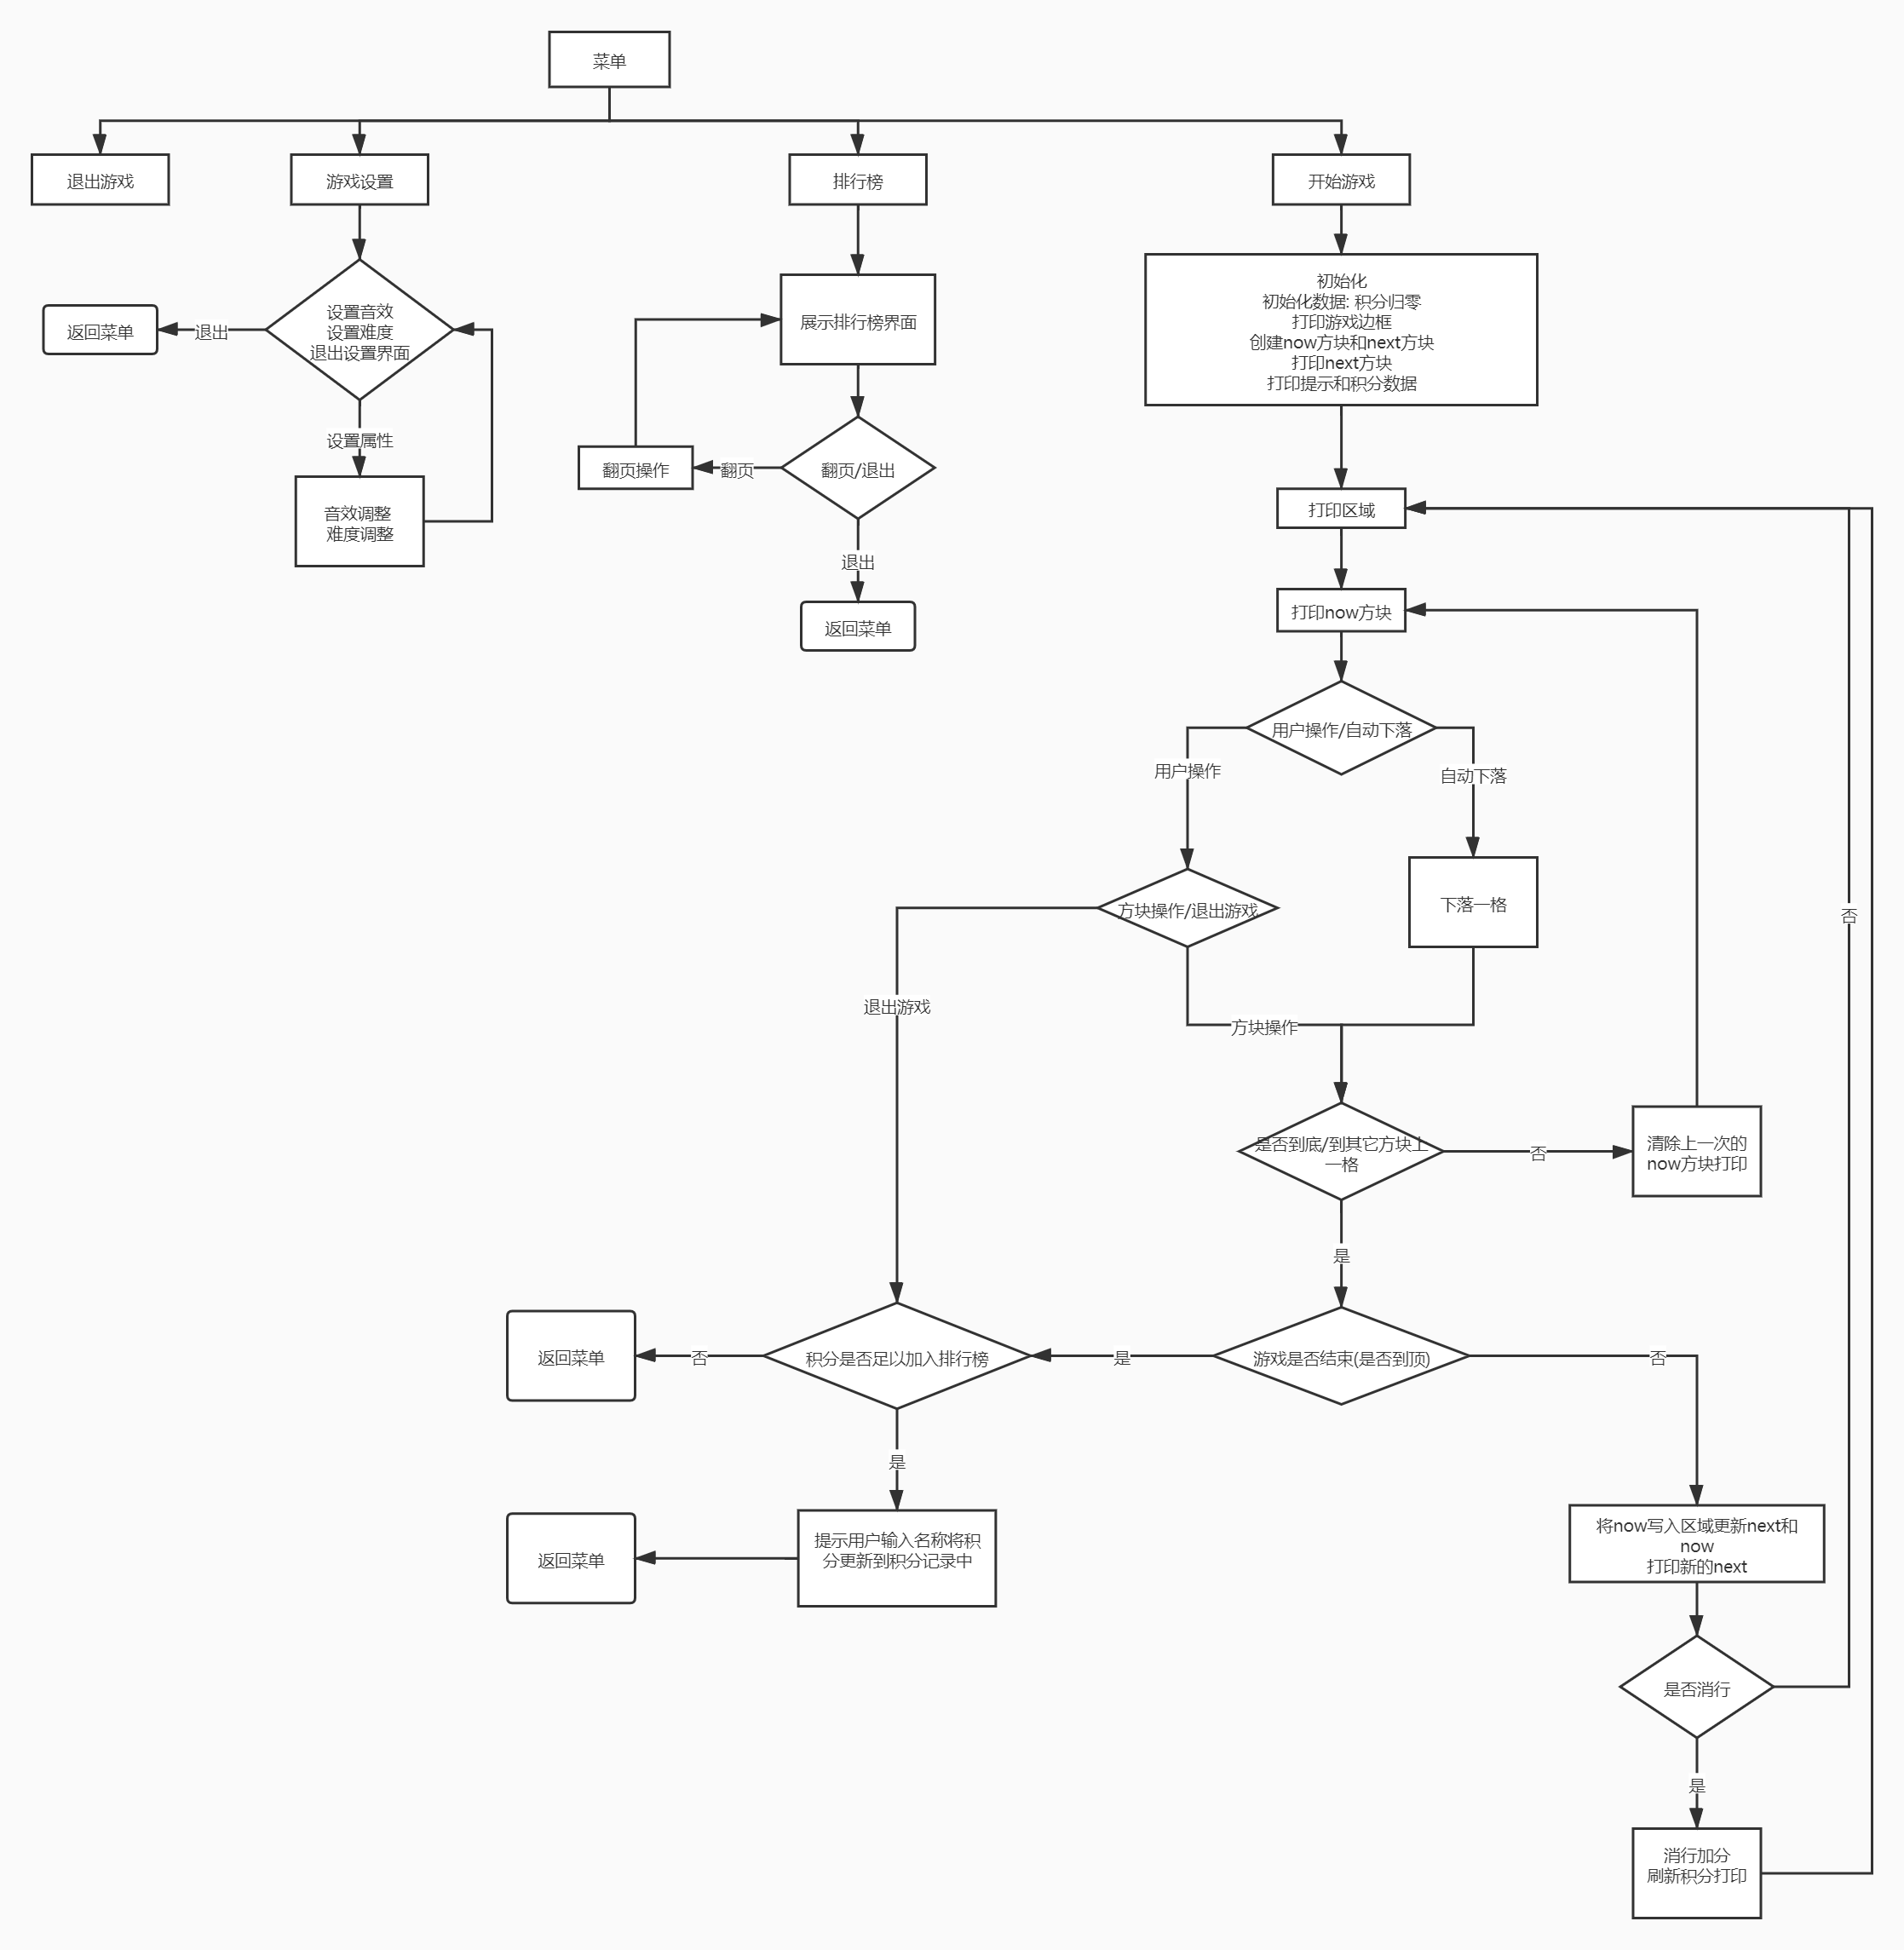 菜单
退出游戏
游戏设置
排行榜
开始游戏
初始化
初始化数据: 积分归零
打印游戏边框
创建now方块和next方块
打印next方块
打印提示和积分数据
设置音效
设置难度
退出设置界面
退出
返回菜单
展示排行榜界面
设置属性
翻页/退出
翻页
翻页操作
音效调整
难度调整
打印区域
退出
打印now方块
返回菜单
用户操作/自动下落
用户操作
自动下落
方块操作/退出游戏
下落一格
否
退出游戏
方块操作
是否到底/到其它方块上
一格
否
清除上一次的
now方块打印
是
返回菜单
否
积分是否足以加入排行榜
是
游戏是否结束(是否到顶)
否
是
将now写入区域更新next和
now
打印新的next
返回菜单
提示用户输入名称将积
分更新到积分记录中
是否消行
是
消行加分
刷新积分打印